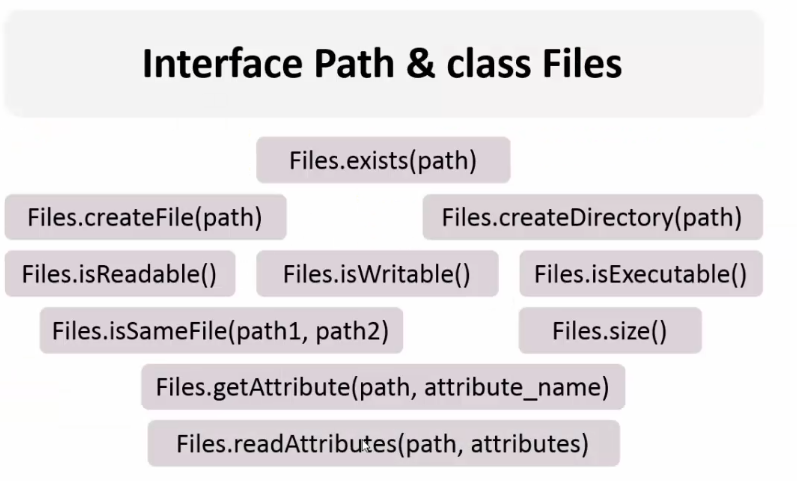 Interface Path & class Files
Files.exists(path)
Files.createFile(path) Files.createDirectory(path)
Files.isReadable() Files.isWritable() Files.isExecutable()
Files.isSameFile(path1, path2) Files.size()
Files.getAttribute(path, attribute_name)
Files.readAttributes(path, attributes)